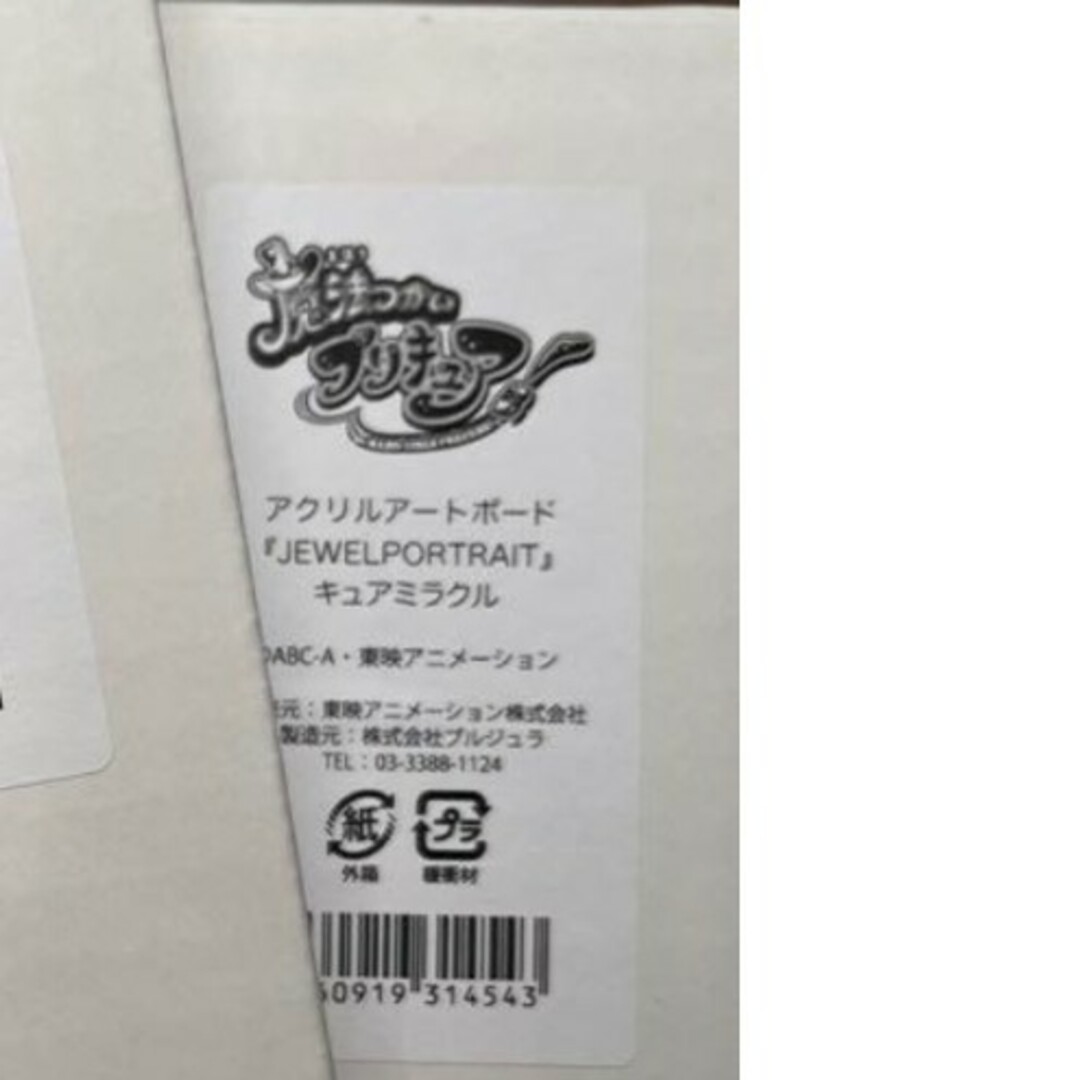 魔法つかい
プリキュア!
アクリルアートボード
『JEWELPORTRAIT』
キュアミラクル
ABC-A・東映アニメーション
元：東映アニメーション株式会社
製造元：株式会社ブルジュラ
TEL：03-3388-1124
紙 プラ
外箱 緩衝材
60919 314543